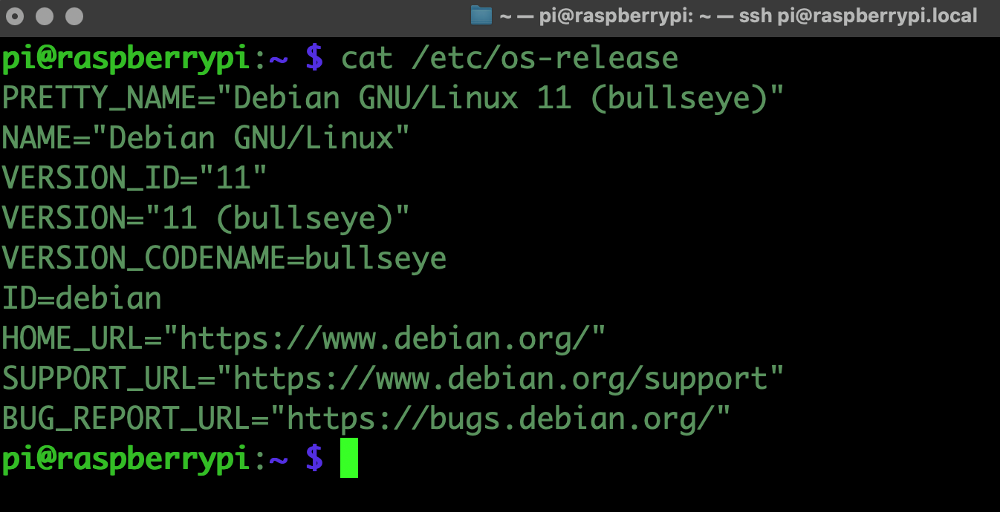 ~ — pi@raspberrypi: ~ — ssh pi@raspberrypi.local
pi@raspberrypi:~ $ cat /etc/os-release
PRETTY_NAME="Debian GNU/Linux 11 (bullseye)"
NAME="Debian GNU/Linux"
VERSION_ID="11"
VERSION="11 (bullseye)"
VERSION_CODENAME=bullseye
ID=debian
HOME_URL="https://www.debian.org/"
SUPPORT_URL="https://www.debian.org/support"
BUG_REPORT_URL="https://bugs.debian.org/"
pi@raspberrypi:~ $